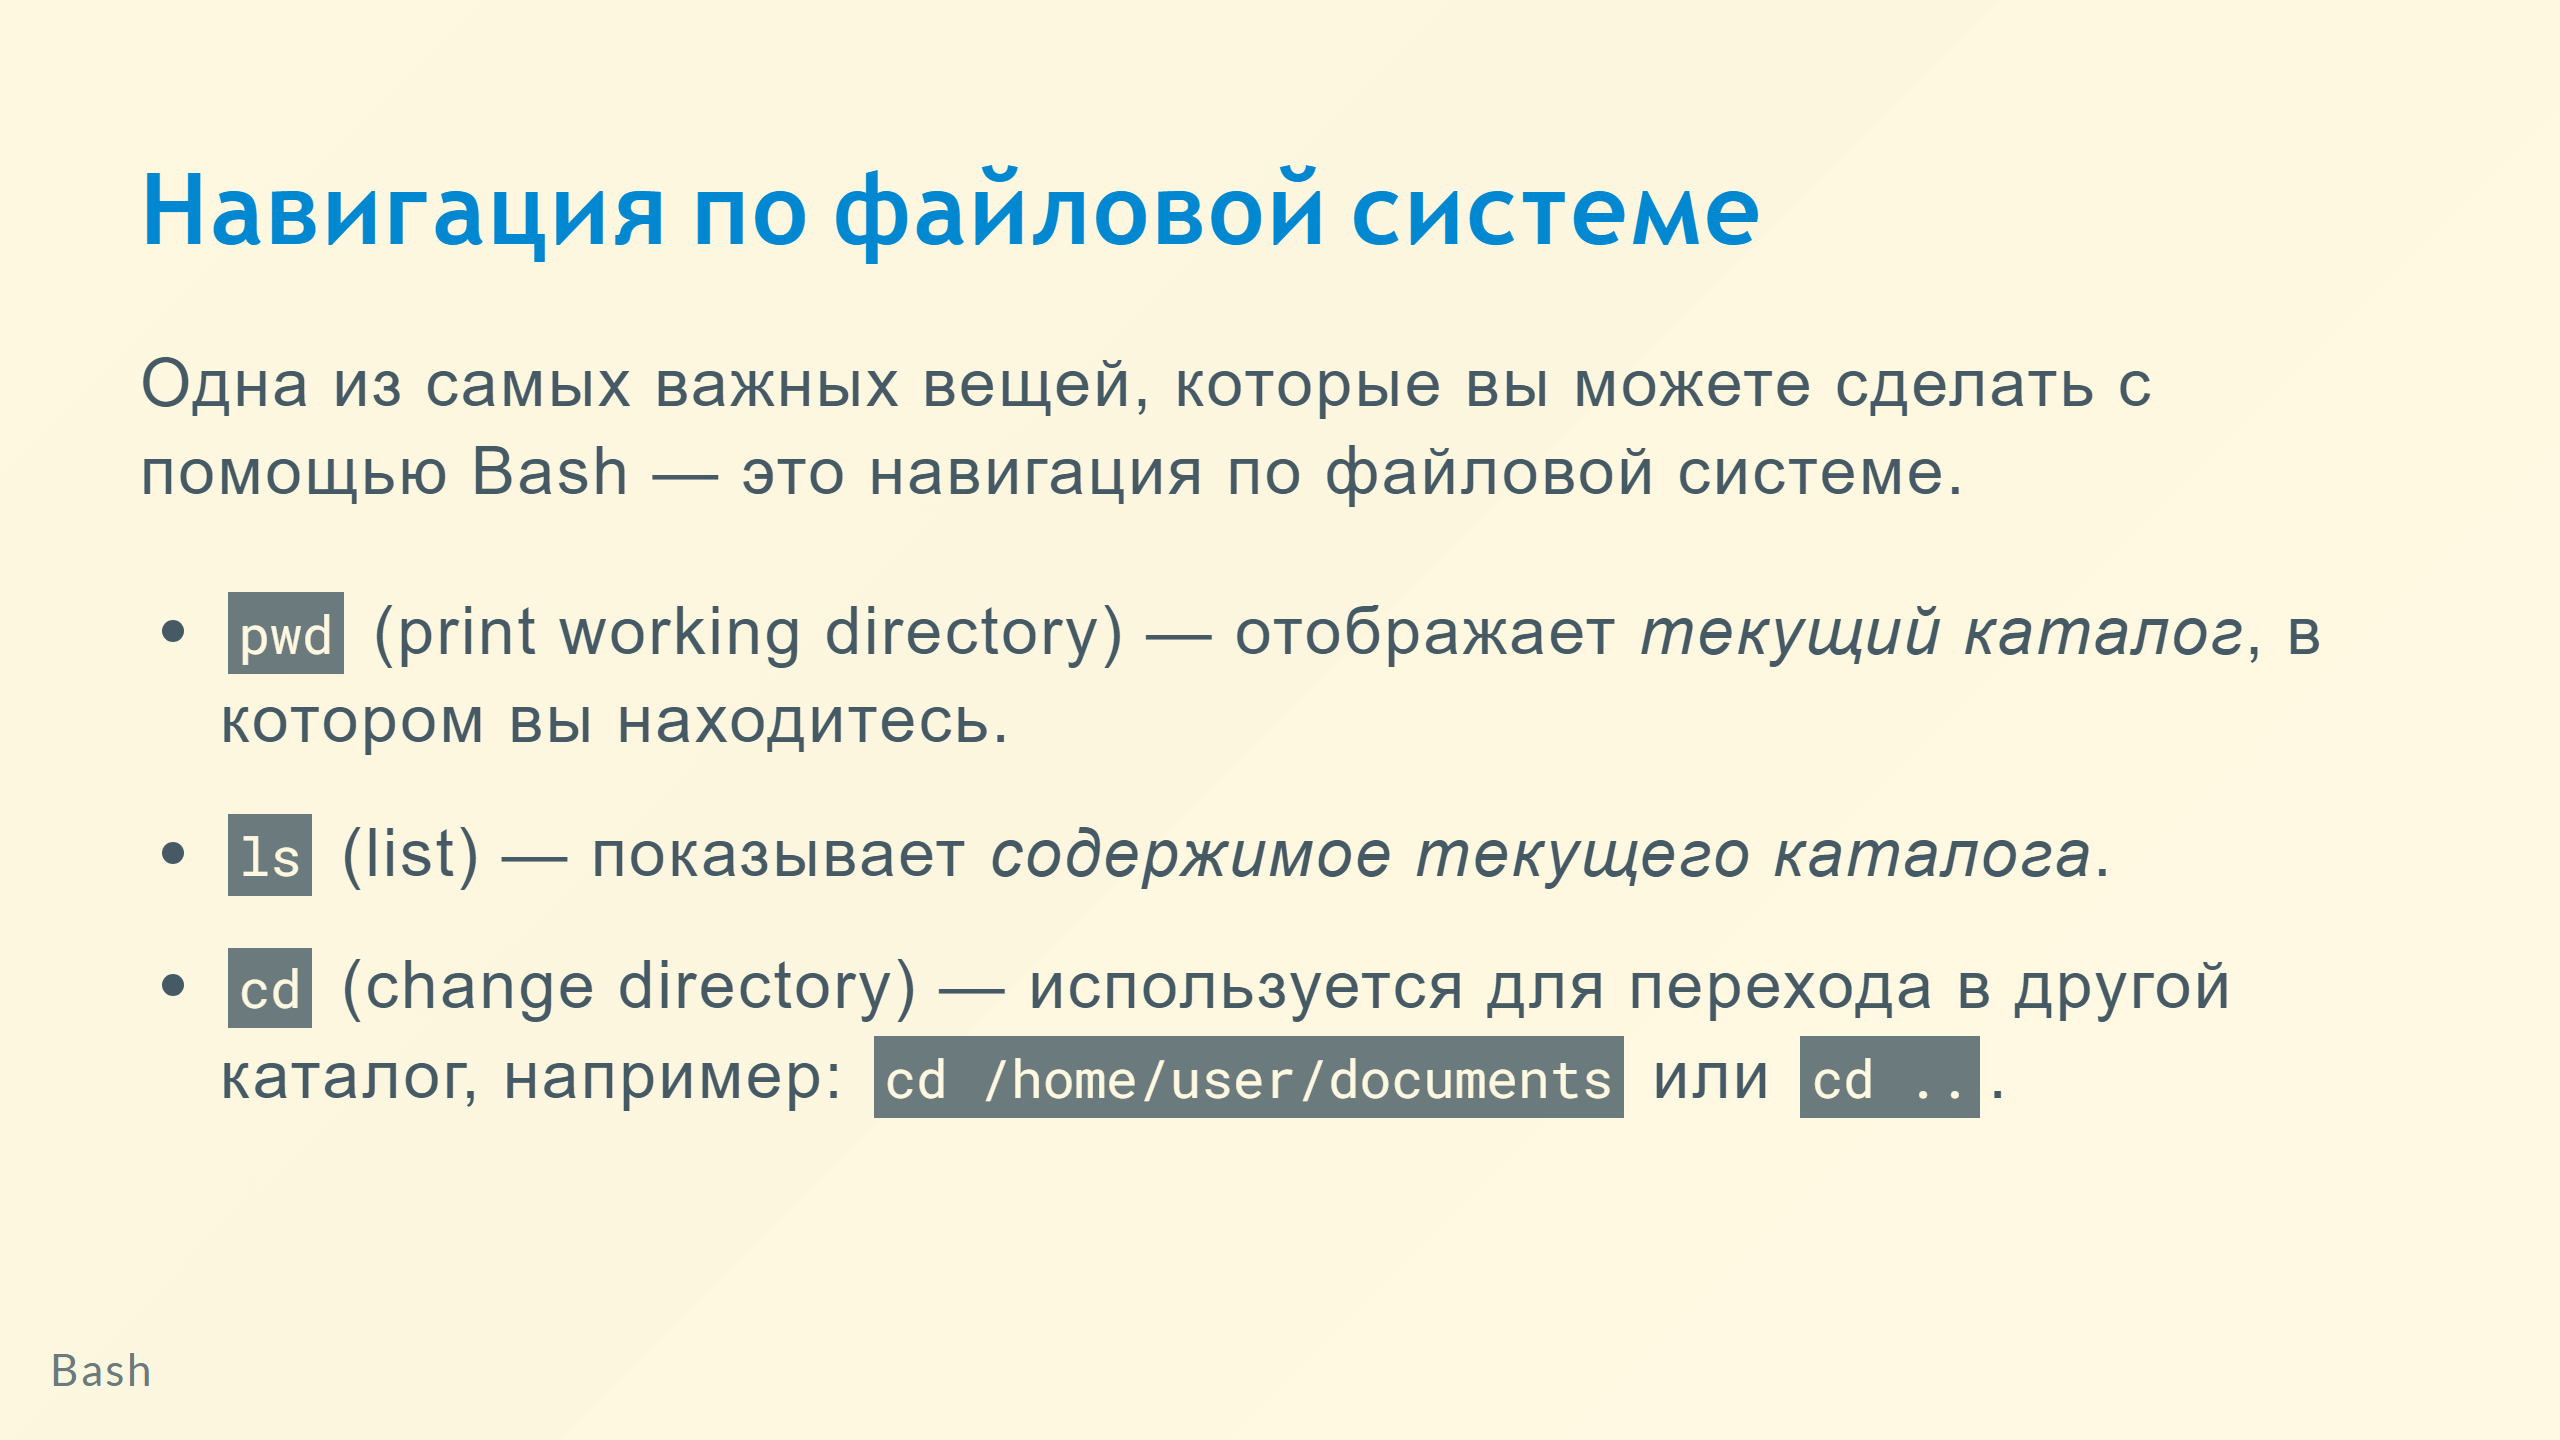 Навигация по файловой системе
Одна из самых важных вещей, которые вы можете сделать с
помощью Bash — это навигация по файловой системе.
• pwd (print working directory) — отображает текущий каталог, в
котором вы находитесь.
• ls (list) — показывает содержимое текущего каталога.
• cd (change directory) — используется для перехода в другой
каталог, например: cd /home/user/documents или cd .. .
Bash